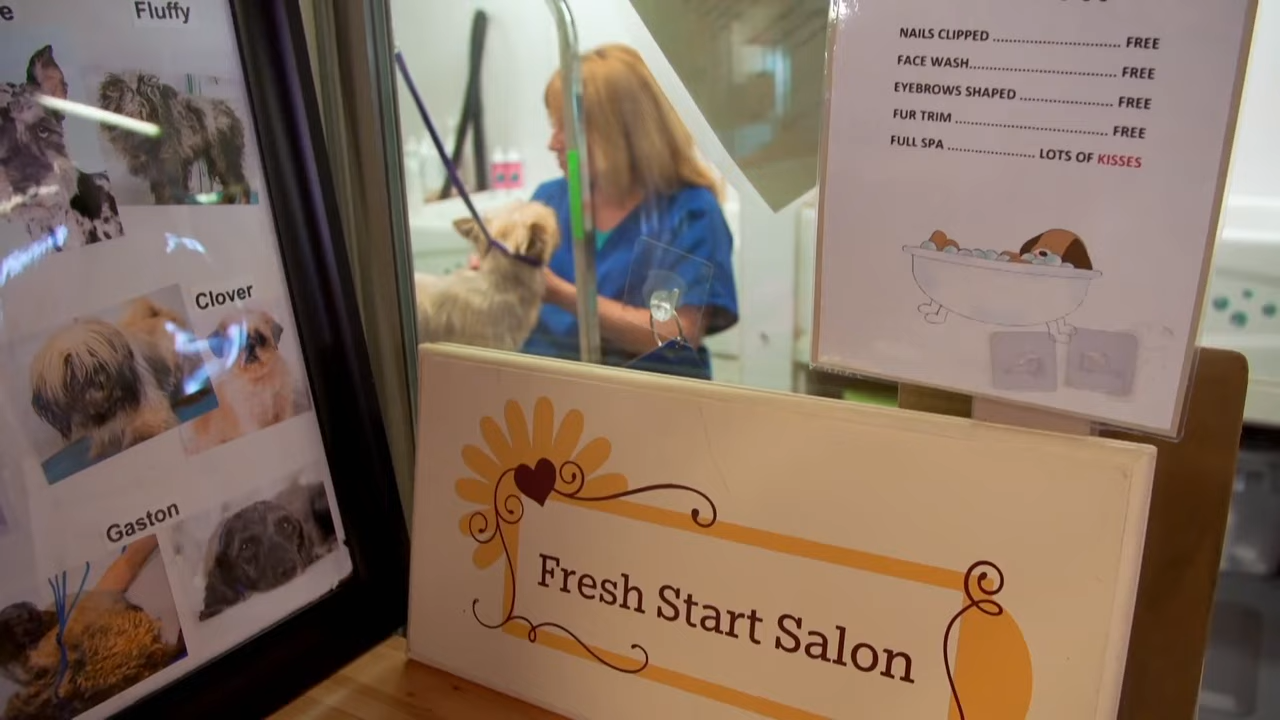 Fluffy
Clover
Gaston
NAILS CLIPPED ................................ FREE
FACE WASH..................................... FREE
EYEBROWS SHAPED ....................... FREE
FUR TRIM ....................................... FREE
FULL SPA ...................... LOTS OF KISSES
Fresh Start Salon